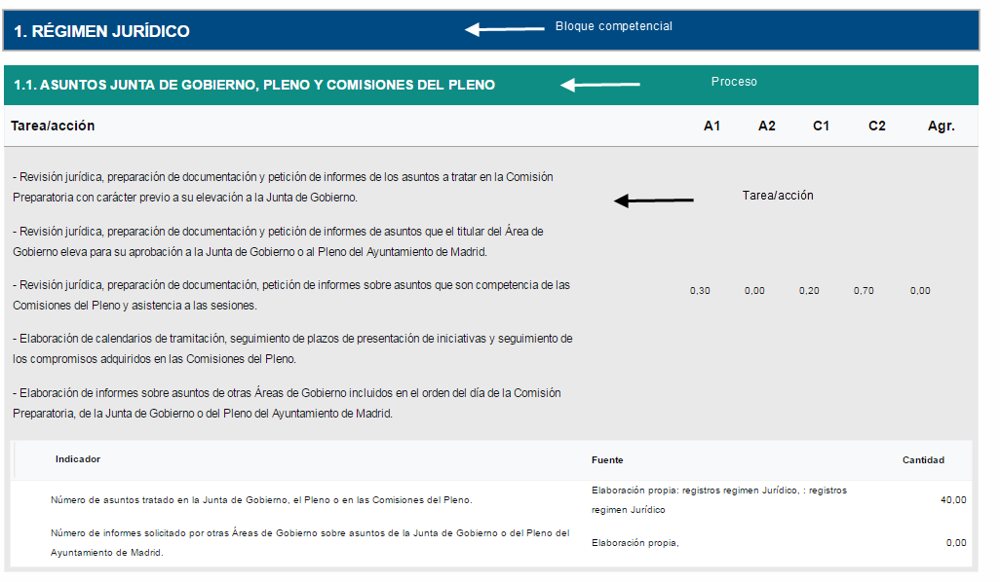 1. RÉGIMEN JURÍDICO
Bloque competencial
1.1. ASUNTOS JUNTA DE GOBIERNO, PLENO Y COMISIONES DEL PLENO
Proceso
Tarea/acción A1 A2 C1 C2 Agr.
- Revisión jurídica, preparación de documentación y petición de informes de los asuntos a tratar en la Comisión
Preparatoria con carácter previo a su elevación a la Junta de Gobierno.
Tarea/acción
- Revisión jurídica, preparación de documentación y petición de informes de asuntos que el titular del Área de
Gobierno eleva para su aprobación a la Junta de Gobierno o al Pleno del Ayuntamiento de Madrid.
- Revisión jurídica, preparación de documentación, petición de informes sobre asuntos que son competencia de las
Comisiones del Pleno y asistencia a las sesiones.
0,30 0,00 0,20 0,70 0,00
- Elaboración de calendarios de tramitación, seguimiento de plazos de presentación de iniciativas y seguimiento de
los compromisos adquiridos en las Comisiones del Pleno.
- Elaboración de informes sobre asuntos de otras Áreas de Gobierno incluidos en el orden del día de la Comisión
Preparatoria, de la Junta de Gobierno o del Pleno del Ayuntamiento de Madrid.
Indicador Fuente Cantidad
Número de asuntos tratado en la Junta de Gobierno, el Pleno o en las Comisiones del Pleno.
Elaboración propia: registros regimen Jurídico, : registros
regimen Jurídico
40,00
Número de informes solicitado por otras Áreas de Gobierno sobre asuntos de la Junta de Gobierno o del Pleno del
Ayuntamiento de Madrid.
Elaboración propia,
0,00